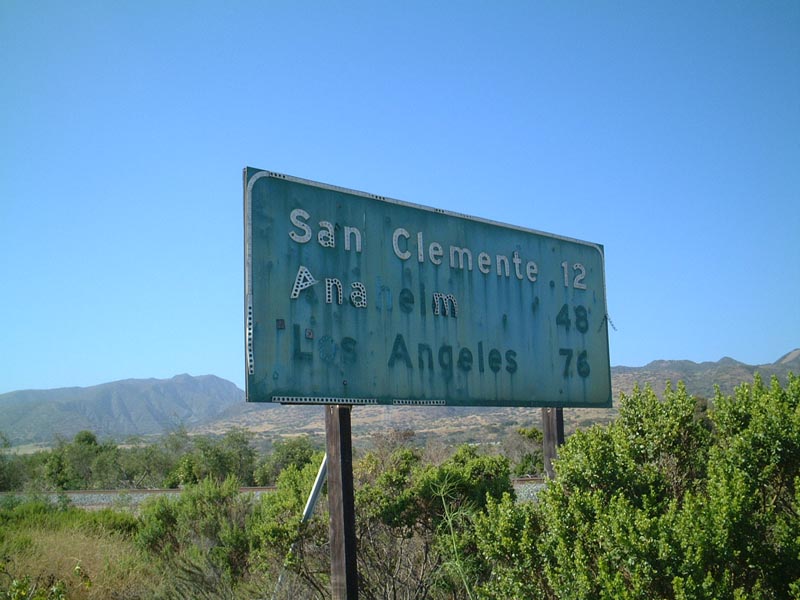 San Clemente 12
Anaheim 48
Los Angeles 76